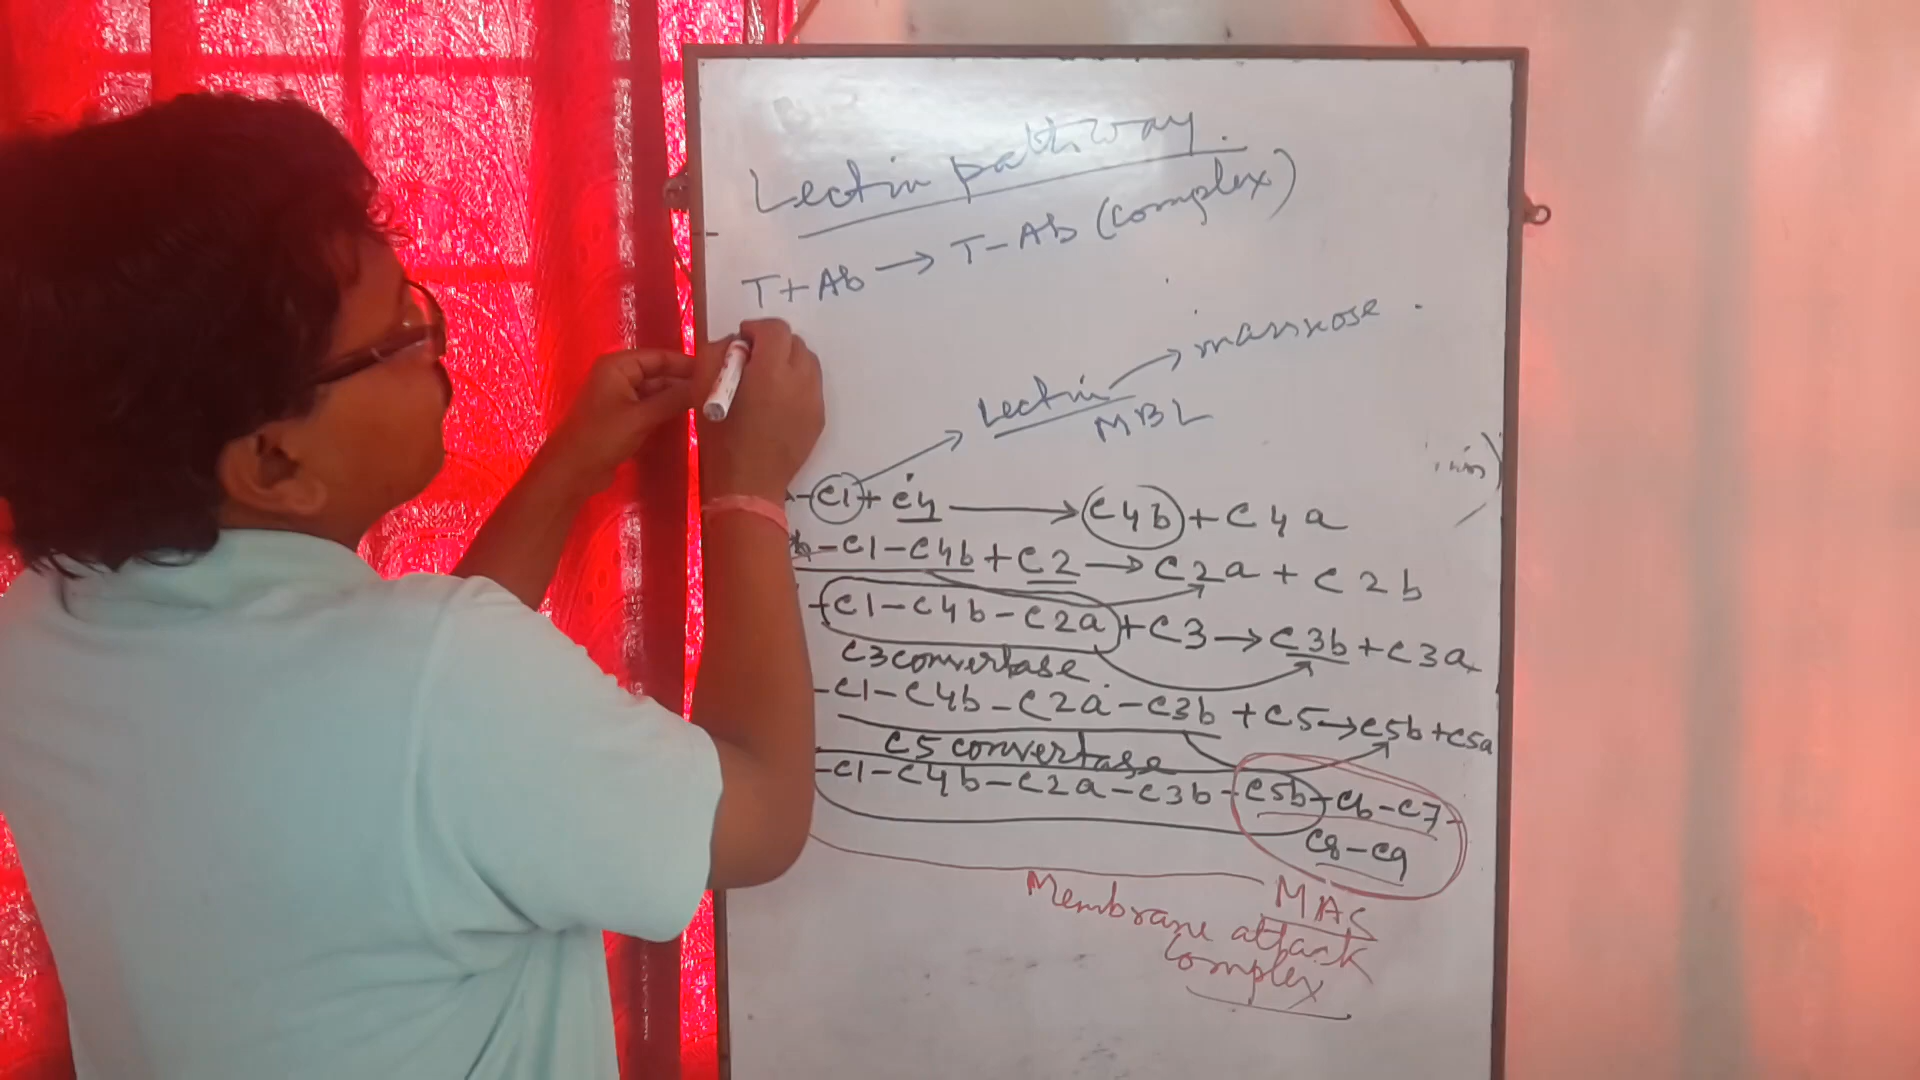 Lectin pathway.
T+Ab → T-Ab (complex)
Lectin → mannose
MBL
-C1+C4 → C4b+C4a
-C1-C4b+C2 → C2a+C2b
-C1-C4b-C2a+C3 → C3b+C3a
C3 convertase
-C1-C4b-C2a-C3b+C5 → C5b+C5a
C5 convertase
-C1-C4b-C2a-C3b-C5b-C6-C7-
C8-C9
MAC
Membrane attack
Complex